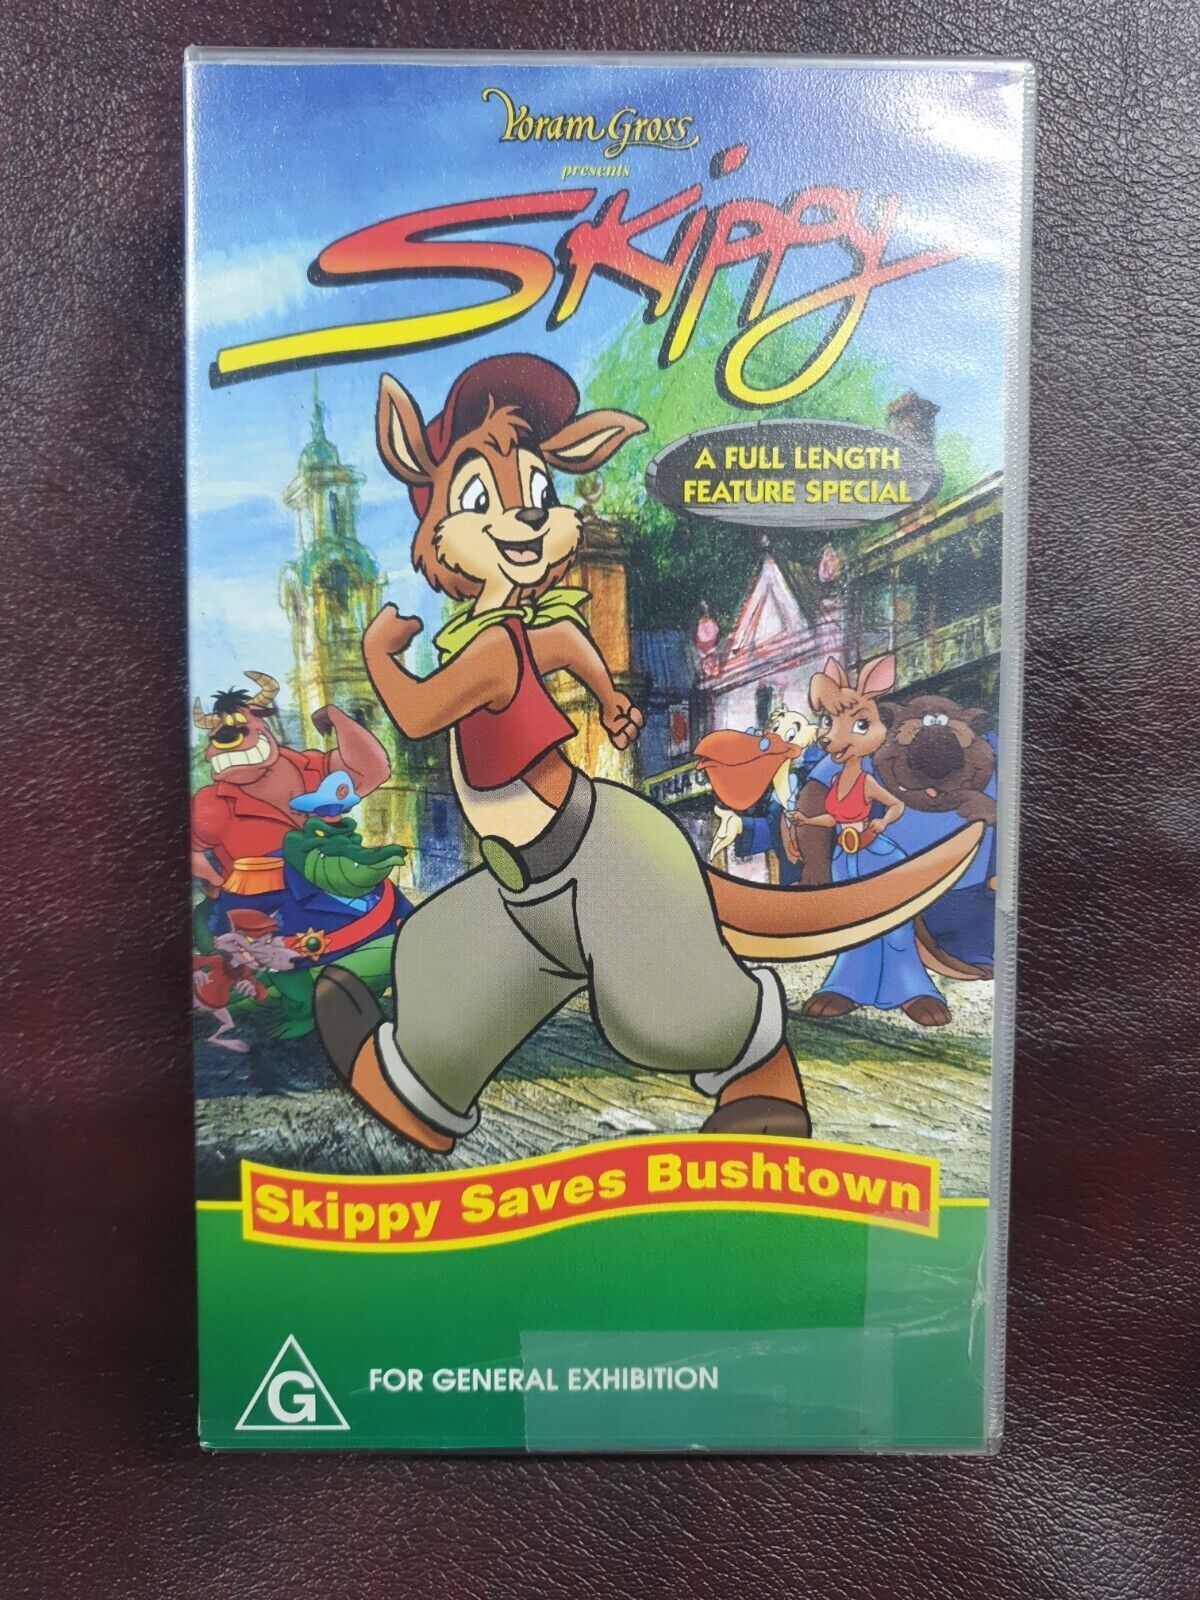 Yoram Gross
presents
Skippy
A FULL LENGTH
FEATURE SPECIAL
Skippy Saves Bushtown
G
FOR GENERAL EXHIBITION